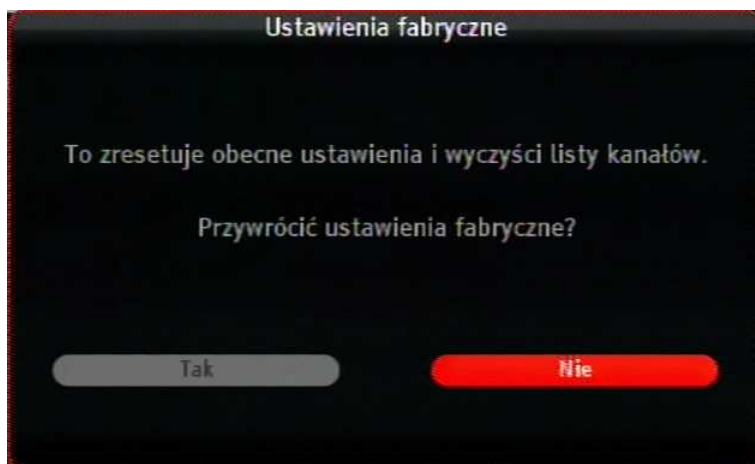 Ustawienia fabryczne
To zresetuje obecne ustawienia i wyczyści listy kanałów.
Przywrócić ustawienia fabryczne?
Tak
Nie